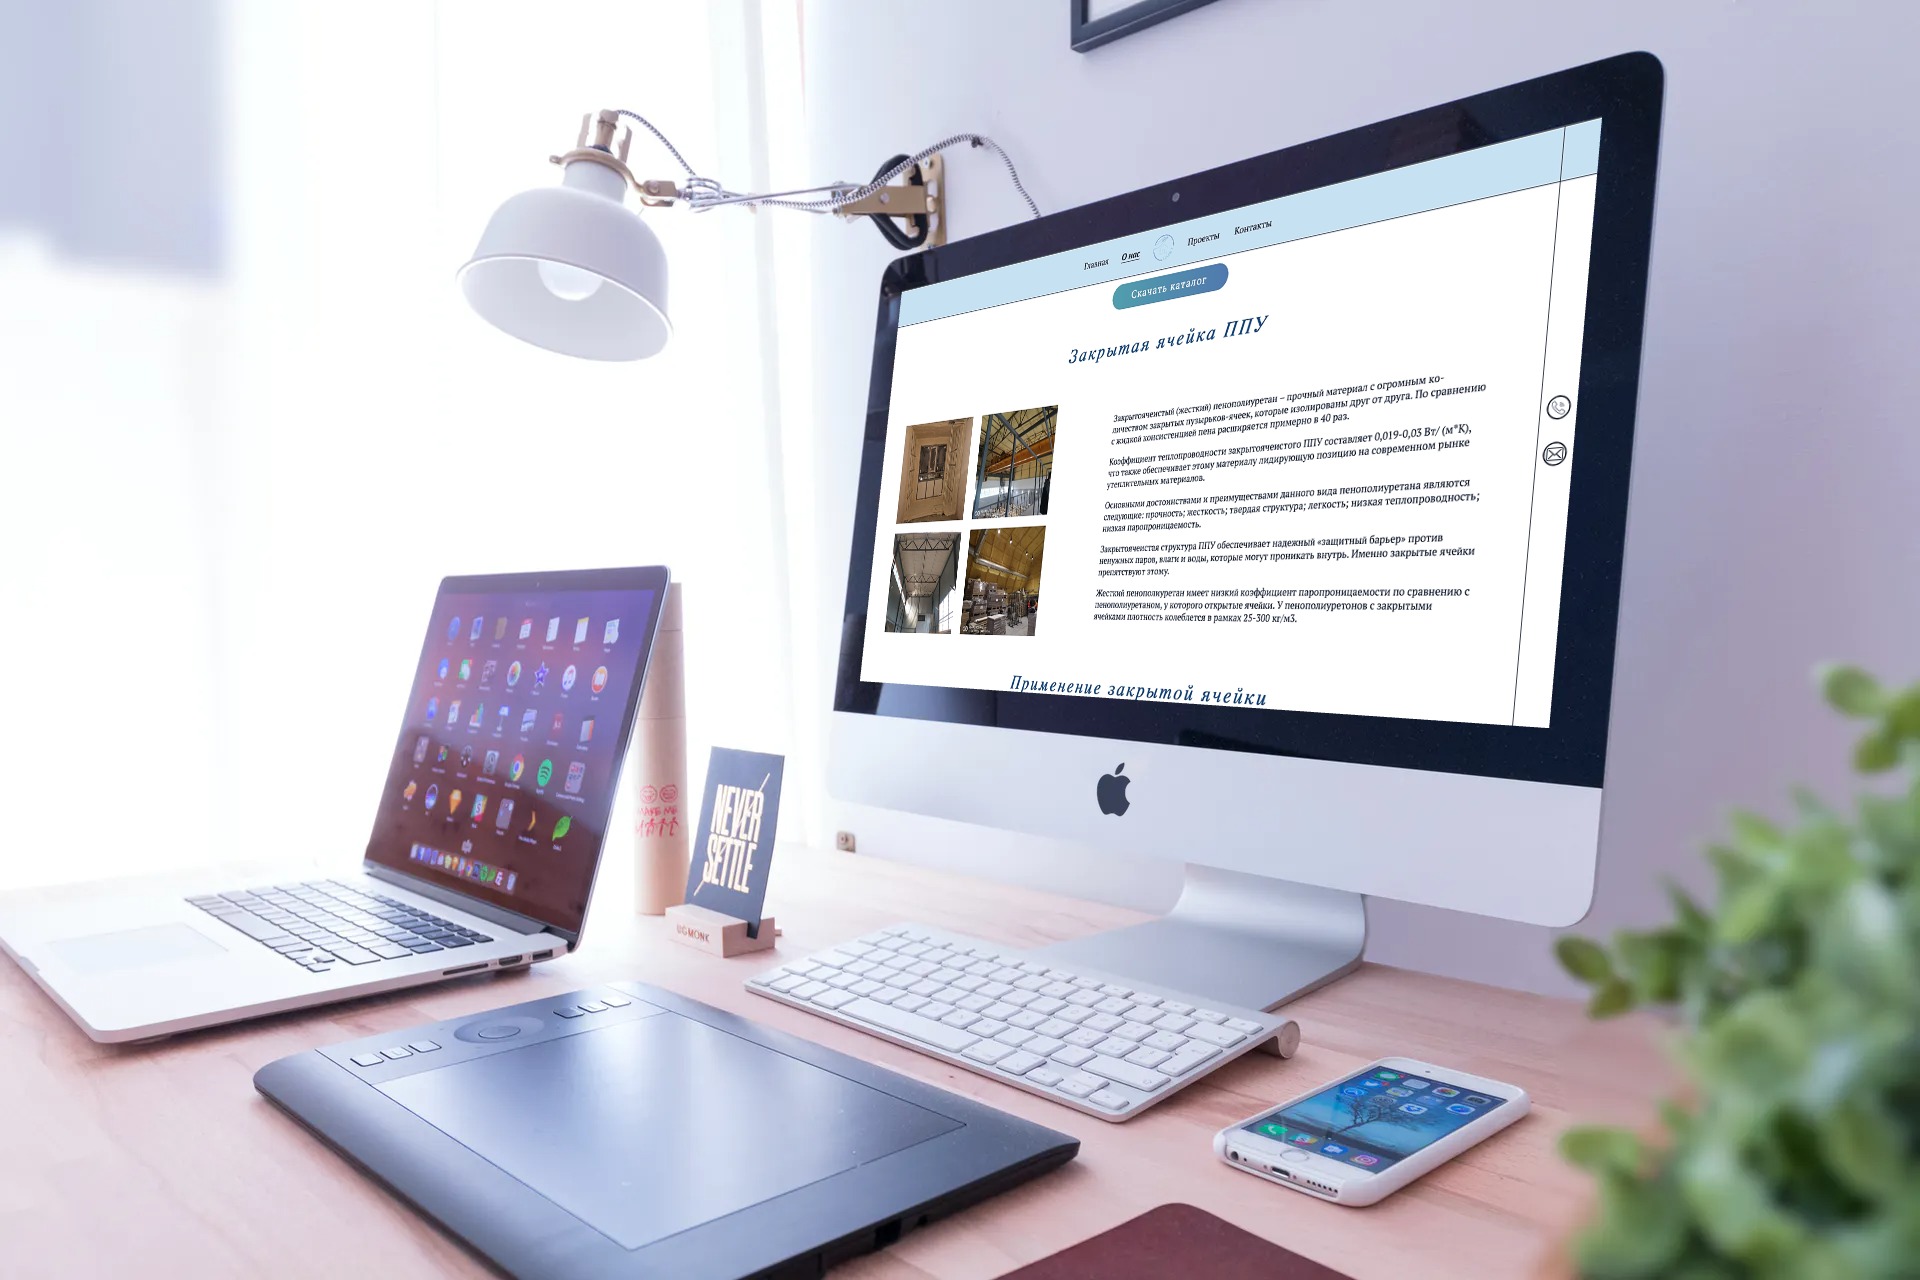 Главная О нас Проекты Контакты
Скачать каталог
Закрытая ячейка ППУ
Закрытоячеистый (жесткий) пенополиуретан – прочный материал с огромным ко-
личеством закрытых пузырьков-ячеек, которые изолированы друг от друга. По сравнению
с жидкой консистенцией пена расширяется примерно в 40 раз.
Коэффициент теплопроводности закрытоячеистого ППУ составляет 0,019-0,03 Вт/ (м*К),
что также обеспечивает этому материалу лидирующую позицию на современном рынке
утеплительных материалов.
Основными достоинствами и преимуществами данного вида пенополиуретана являются
следующие: прочность; жесткость; твердая структура; легкость; низкая теплопроводность;
низкая паропроницаемость.
Закрытоячеистая структура ППУ обеспечивает надежный «защитный барьер» против
ненужных паров, влаги и воды, которые могут проникать внутрь. Именно закрытые ячейки
препятствуют этому.
Жесткий пенополиуретан имеет низкий коэффициент паропроницаемости по сравнению с
пенополиуретаном, у которого открытые ячейки. У пенополиуретонов с закрытыми
ячейками плотность колеблется в рамках 25-300 кг/м3.
Применение закрытой ячейки
MAKE ME
NEVER
SETTLE
UGMONK